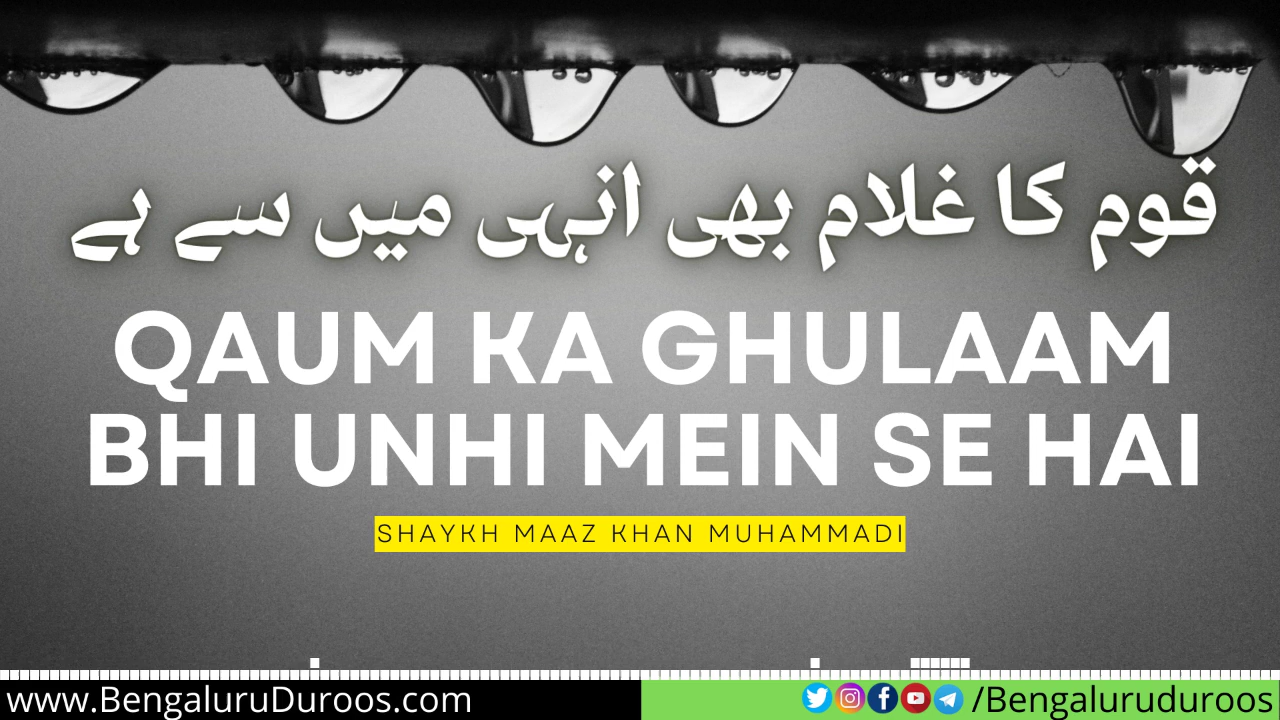 قوم کا غلام بھی انہی میں سے ہے
QAUM KA GHULAAM
BHI UNHI MEIN SE HAI
SHAYKH MAAZ KHAN MUHAMMADI
www.BengaluruDuroos.com
/Bengaluruduroos